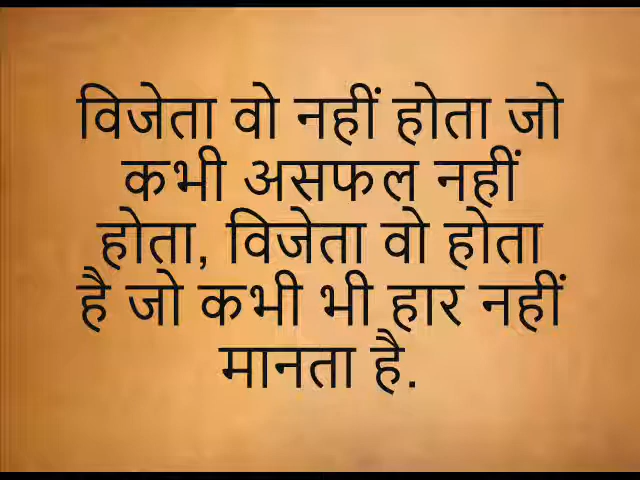 विजेता वो नहीं होता जो
कभी असफल नहीं
होता, विजेता वो होता
है जो कभी भी हार नहीं
मानता है.